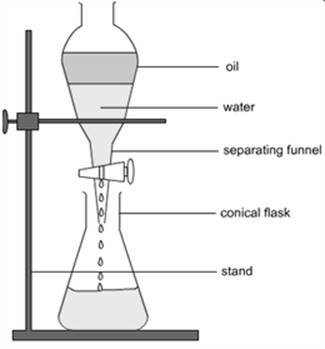 oil
water
separating funnel
conical flask
stand